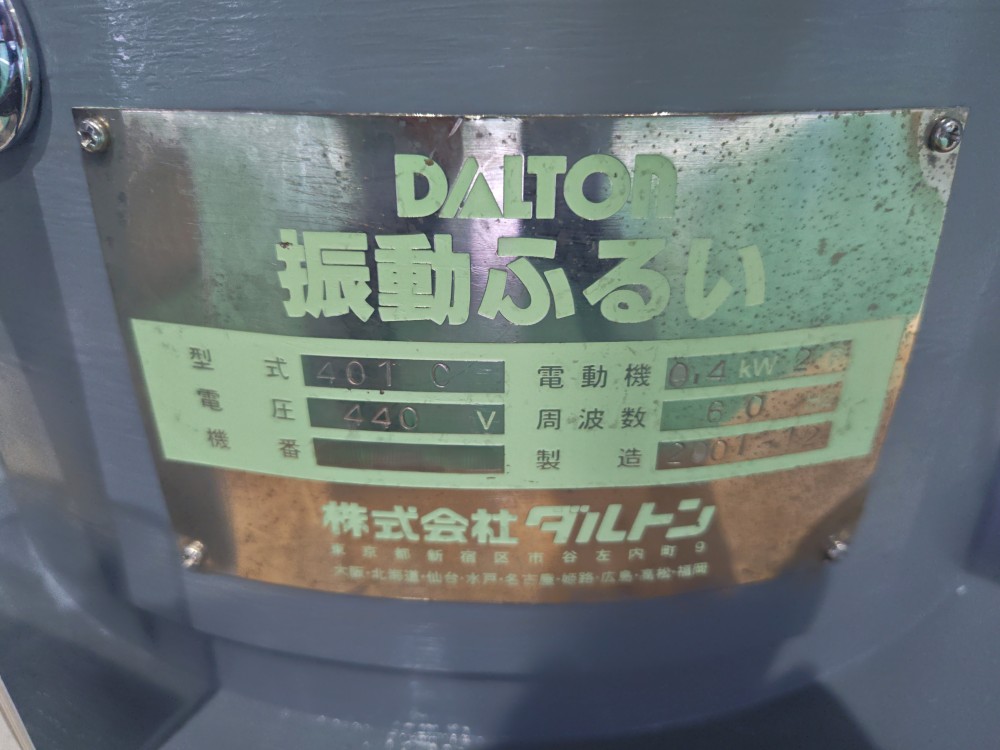 DALTON
振動ふるい
型式 401 C 電動機 0.4 kW 2
電圧 440 V 周波数 60
機番 製造 2001-12
株式会社ダルトン
東京都新宿区市谷左内町9
大阪・北海道・仙台・水戸・名古屋・姫路・広島・高松・福岡